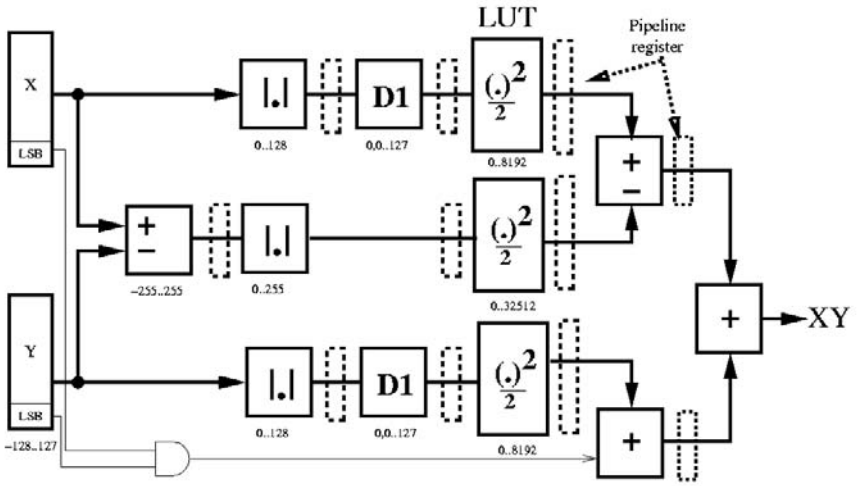 LUT
Pipeline
register
X
|.|
D1
(.)²
2
LSB
0..128
0,0..127
0..8192
+
−
+
−
|.|
(.)²
2
−255..255
0..255
0..32512
Y
+
XY
|.|
D1
(.)²
2
LSB
−128..127
0..128
0,0..127
0..8192
+